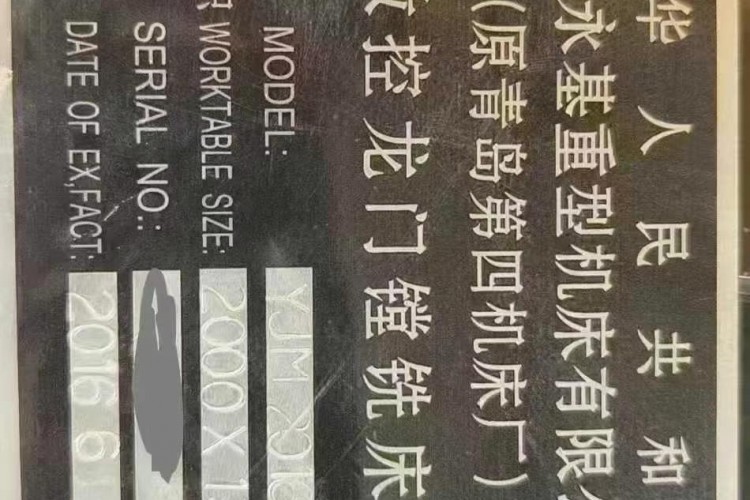 华人民共和
永基重型机床有限
(原青岛第四机床厂)
控龙门镗铣床
MODEL: YJM
WORKTABLE SIZE: 2000X1
SERIAL NO.:
DATE OF EX,FACT: 2016 6